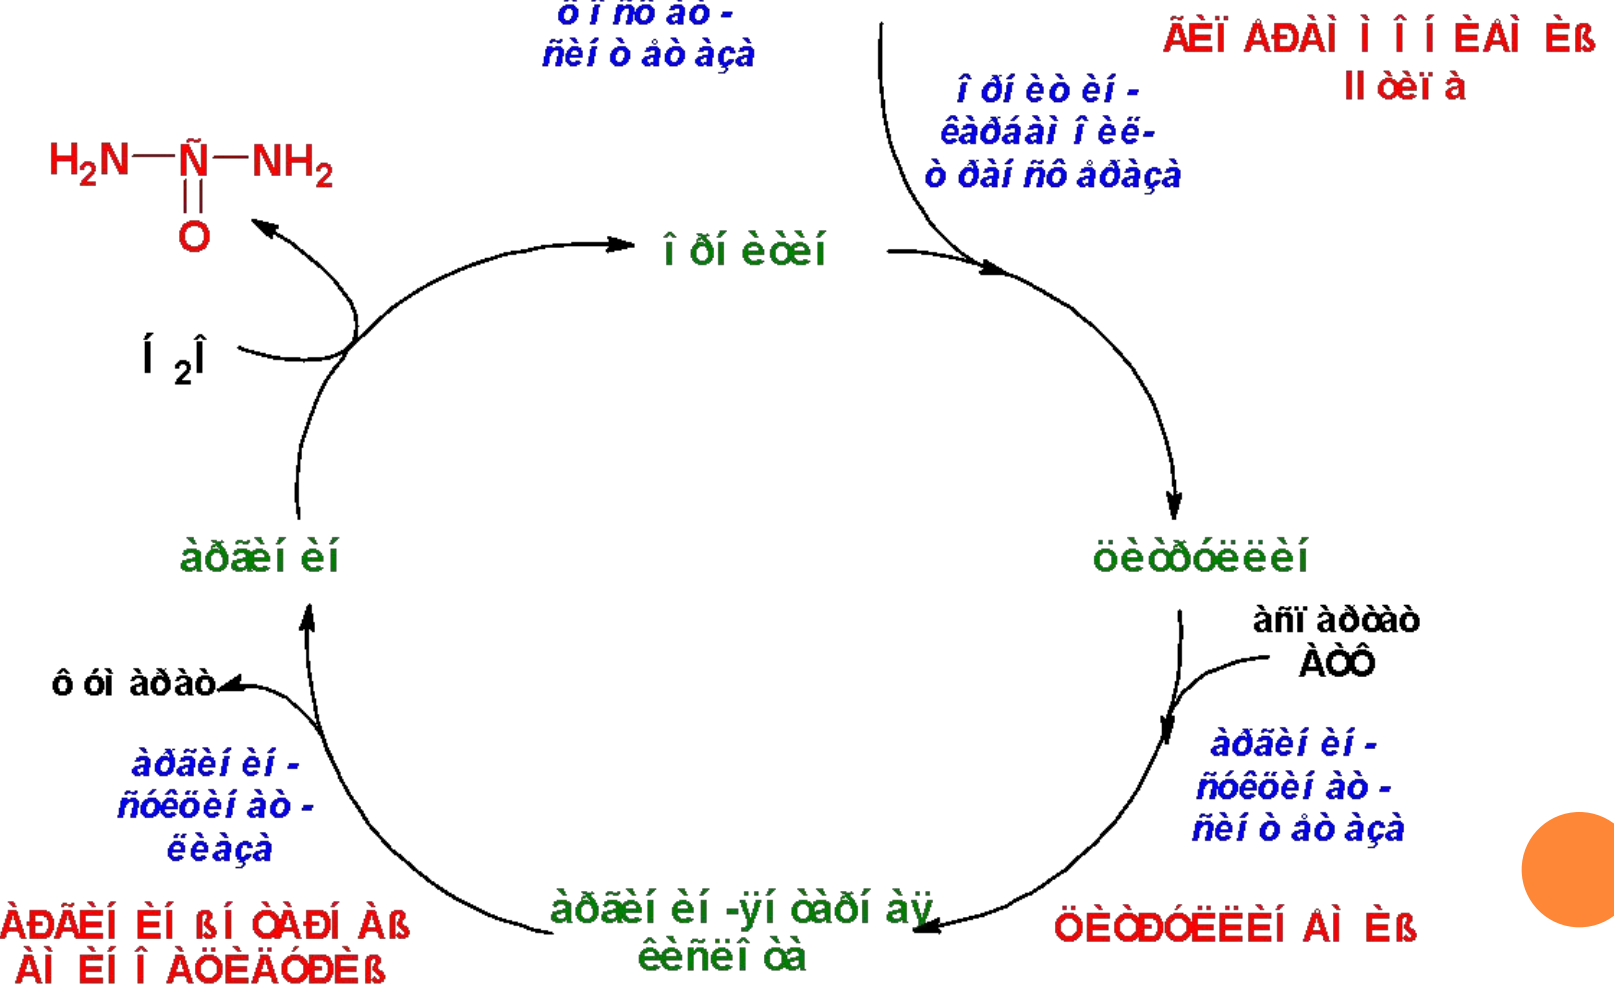 ö ï ñô àò -
ñèí ò åò àçà
ÃÈÏ ÅÐÀÌ Ì Î Í ÈÅÌ Èß
II òèï à
î ðí èò èí -
êàðáàì î èë-
ò ðàí ñô åðàçà
H₂N—Ñ—NH₂
O
î ðí èòèí
Í ₂Î
àðãèí èí
öèòðóëëèí
àñï àðòàò
ÀÒÔ
ô óì àðàò
àðãèí èí -
ñóêöèí àò -
ñèí ò åò àçà
àðãèí èí -
ñóêöèí àò -
ëèàçà
àðãèí èí -ÿí òàðí àÿ
êèñëî òà
ÖÈÒÐÓËËÈÍ ÅÌ Èß
ÀÐÃÈÍ ÈÍ ßÍ ÒÀÐÍ Àß
ÀÌ ÈÍ Î ÀÖÈÄÓÐÈß